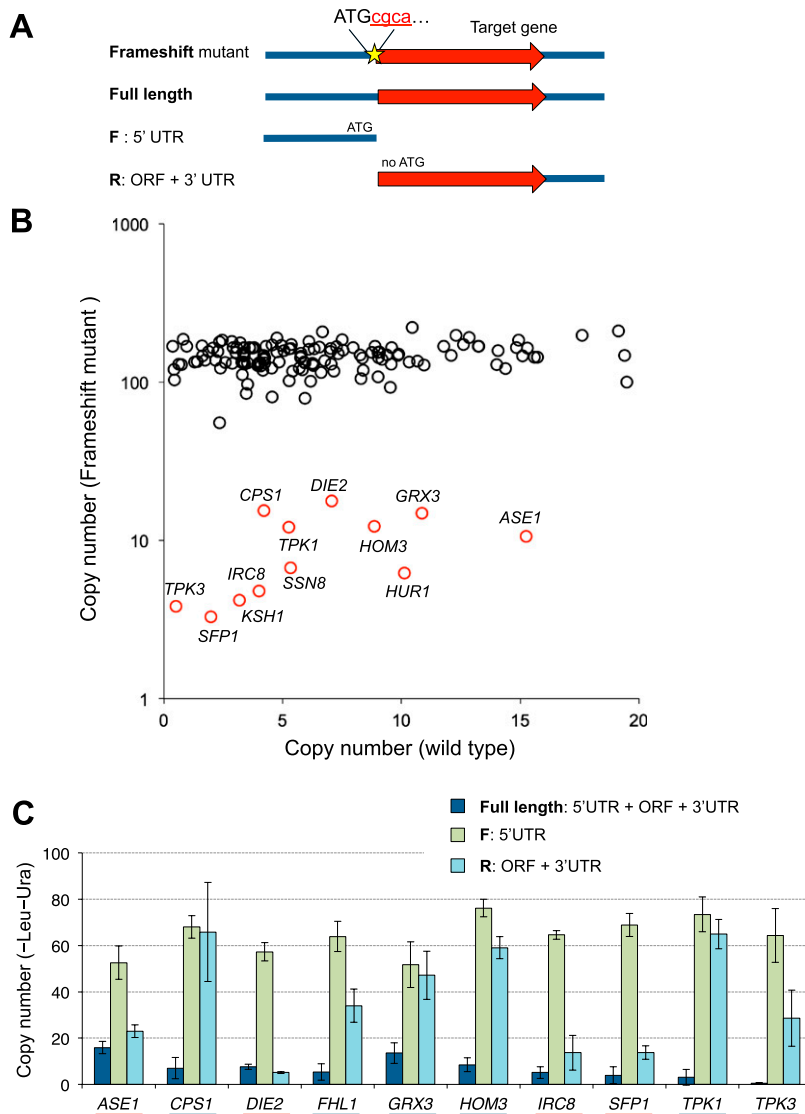 A
ATGcgca...
Target gene
Frameshift mutant
Full length
F : 5' UTR
ATG
R: ORF + 3' UTR
no ATG
B
Copy number (Frameshift mutant )
1000
100
10
1
CPS1
DIE2
GRX3
ASE1
TPK1
HOM3
IRC8
SSN8
HUR1
TPK3
KSH1
SFP1
0
5
10
15
20
Copy number (wild type)
C
Full length: 5'UTR + ORF + 3'UTR
F: 5'UTR
R: ORF + 3'UTR
Copy number (−Leu−Ura)
100
80
60
40
20
0
ASE1 CPS1 DIE2 FHL1 GRX3 HOM3 IRC8 SFP1 TPK1 TPK3